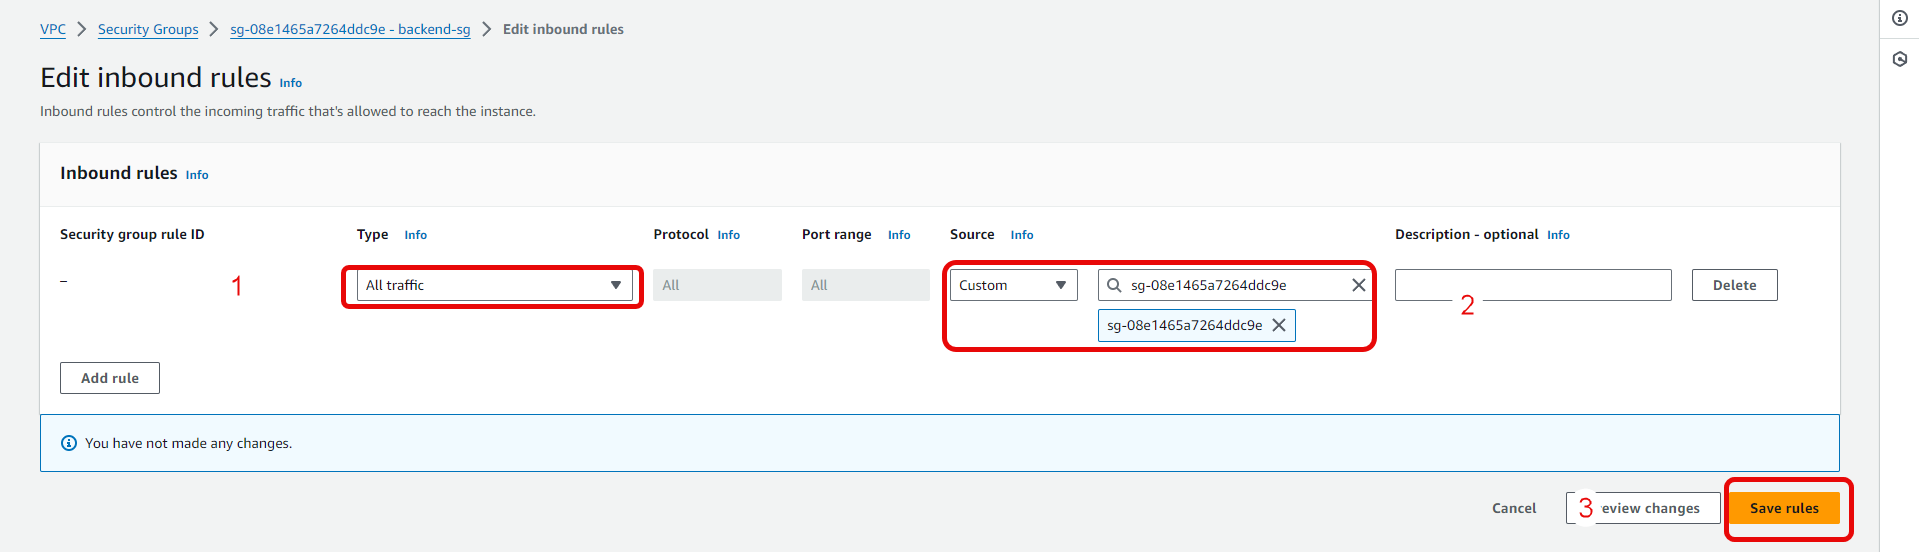 VPC > Security Groups > sg-08e1465a7264ddc9e - backend-sg > Edit inbound rules
Edit inbound rules Info
Inbound rules control the incoming traffic that's allowed to reach the instance.
Inbound rules Info
Security group rule ID Type Info Protocol Info Port range Info Source Info Description - optional Info
– 1 All traffic All All Custom sg-08e1465a7264ddc9e 2 Delete
sg-08e1465a7264ddc9e
Add rule
You have not made any changes.
Cancel 3 eview changes Save rules